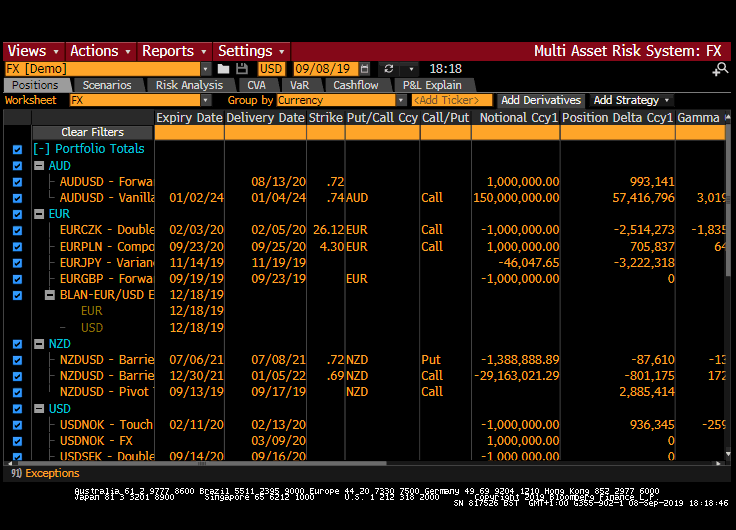 Views Actions Reports Settings Multi Asset Risk System: FX
FX [Demo] USD 09/08/19 18:18
Positions Scenarios Risk Analysis CVA VaR Cashflow P&L Explain
Worksheet FX Group by Currency <Add Ticker> Add Derivatives Add Strategy
Expiry Date Delivery Date Strike Put/Call Ccy Call/Put Notional Ccy1 Position Delta Ccy1 Gamma
Clear Filters
[-] Portfolio Totals
AUD
AUDUSD - Forwa 08/13/20 .72 1,000,000.00 993,141
AUDUSD - Vanilla 01/02/24 01/04/24 .74 AUD Call 150,000,000.00 57,416,796 3,019
EUR
EURCZK - Double 02/03/20 02/05/20 26.12 EUR Call -1,000,000.00 -2,514,273 -1,835
EURPLN - Compo 09/23/20 09/25/20 4.30 EUR Call 1,000,000.00 705,837 64
EURJPY - Varianc 11/14/19 11/19/19 -46,047.65 -3,222,318
EURGBP - Forwa 09/19/19 09/23/19 EUR -1,000,000.00 0
BLAN-EUR/USD E 12/18/19
EUR 12/18/19
USD 12/18/19
NZD
NZDUSD - Barrie 07/06/21 07/08/21 .72 NZD Put -1,388,888.89 -87,610 -13
NZDUSD - Barrie 12/30/21 01/05/22 .69 NZD Call -29,163,021.29 -801,175 172
NZDUSD - Pivot 09/13/19 09/17/19 NZD Call 2,885,414
USD
USDNOK - Touch 02/11/20 02/13/20 -1,000,000.00 936,345 -259
USDNOK - FX 03/09/20 1,000,000.00 0
USDSEK - Double 09/14/20 09/16/20 -1,000,000.00 0
91) Exceptions
Australia 61 2 9777 8600 Brazil 5511 2395 9000 Europe 44 20 7330 7500 Germany 49 69 9204 1210 Hong Kong 852 2977 6000
Japan 81 3 3201 8900 Singapore 65 6212 1000 U.S. 1 212 318 2000 Copyright 2019 Bloomberg Finance L.P.
SN 817526 BST GMT+1:00 G355-902-1 08-Sep-2019 18:18:46